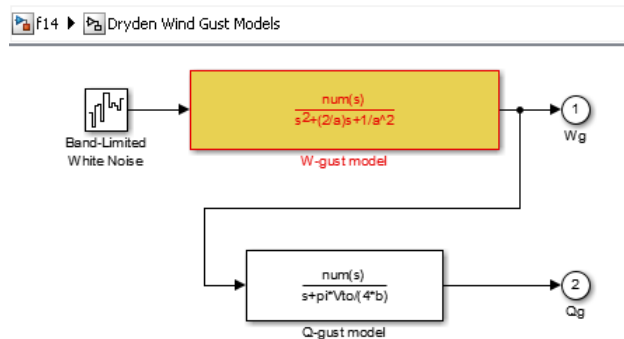 f14 Dryden Wind Gust Models
num(s)
s2+(2/a)s+1/a^2
W-gust model
Band-Limited
White Noise
1
Wg
num(s)
s+pi*Vto/(4*b)
Q-gust model
2
Qg